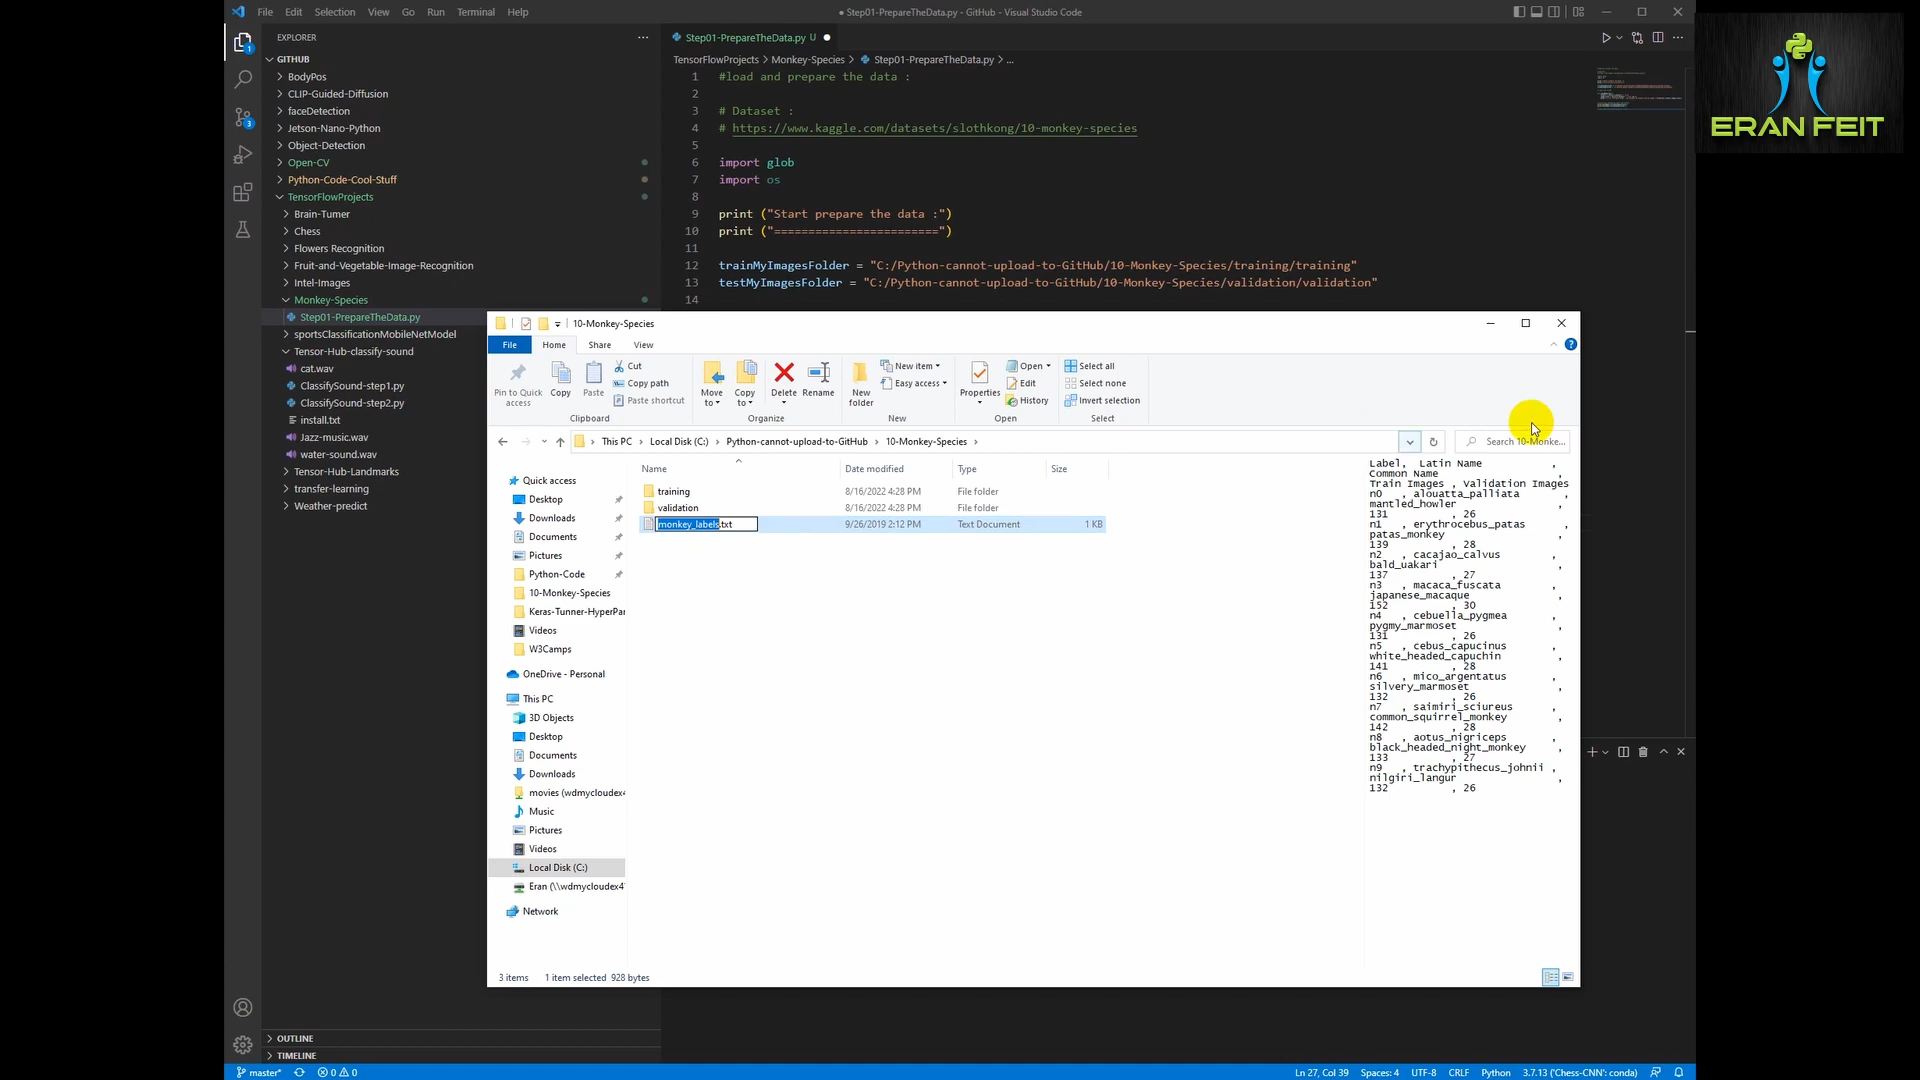 File Edit Selection View Go Run Terminal Help
● Step01-PrepareTheData.py - GitHub - Visual Studio Code
ERAN FEIT
EXPLORER
GITHUB
BodyPos
CLIP-Guided-Diffusion
faceDetection
Jetson-Nano-Python
Object-Detection
Open-CV
Python-Code-Cool-Stuff
TensorFlowProjects
Brain-Tumer
Chess
Flowers Recognition
Fruit-and-Vegetable-Image-Recognition
Intel-Images
Monkey-Species
Step01-PrepareTheData.py
sportsClassificationMobileNetModel
Tensor-Hub-classify-sound
cat.wav
ClassifySound-step1.py
ClassifySound-step2.py
install.txt
Jazz-music.wav
water-sound.wav
Tensor-Hub-Landmarks
transfer-learning
Weather-predict
OUTLINE
TIMELINE
1
3
Step01-PrepareTheData.py U
TensorFlowProjects > Monkey-Species > Step01-PrepareTheData.py > ...
1 #load and prepare the data :
2
3 # Dataset :
4 # https://www.kaggle.com/datasets/slothkong/10-monkey-species
5
6 import glob
7 import os
8
9 print ("Start prepare the data :")
10 print ("========================")
11
12 trainMyImagesFolder = "C:/Python-cannot-upload-to-GitHub/10-Monkey-Species/training/training"
13 testMyImagesFolder = "C:/Python-cannot-upload-to-GitHub/10-Monkey-Species/validation/validation"
14
10-Monkey-Species
File Home Share View
Pin to Quick access
Copy
Paste
Cut
Copy path
Paste shortcut
Clipboard
Move to
Copy to
Delete
Rename
Organize
New folder
New item
Easy access
New
Properties
Open
Edit
History
Open
Select all
Select none
Invert selection
Select
This PC > Local Disk (C:) > Python-cannot-upload-to-GitHub > 10-Monkey-Species >
Search 10-Monke...
Quick access
Desktop
Downloads
Documents
Pictures
Python-Code
10-Monkey-Species
Keras-Tunner-HyperPar
Videos
W3Camps
OneDrive - Personal
This PC
3D Objects
Desktop
Documents
Downloads
movies (wdmycloudex4
Music
Pictures
Videos
Local Disk (C:)
Eran (\\wdmycloudex4
Network
Name Date modified Type Size
training 8/16/2022 4:28 PM File folder
validation 8/16/2022 4:28 PM File folder
monkey_labels.txt 9/26/2019 2:12 PM Text Document 1 KB
Label, Latin Name ,
Common Name ,
Train Images , Validation Images
n0 , alouatta_palliata ,
mantled_howler ,
131 , 26
n1 , erythrocebus_patas ,
patas_monkey ,
139 , 28
n2 , cacajao_calvus ,
bald_uakari ,
137 , 27
n3 , macaca_fuscata ,
japanese_macaque ,
152 , 30
n4 , cebuella_pygmea ,
pygmy_marmoset ,
131 , 26
n5 , cebus_capucinus ,
white_headed_capuchin ,
141 , 28
n6 , mico_argentatus ,
silvery_marmoset ,
132 , 26
n7 , saimiri_sciureus ,
common_squirrel_monkey ,
142 , 28
n8 , aotus_nigriceps ,
black_headed_night_monkey ,
133 , 27
n9 , trachypithecus_johnii ,
nilgiri_langur ,
132 , 26
3 items 1 item selected 928 bytes
master* 0 0 Ln 27, Col 39 Spaces: 4 UTF-8 CRLF Python 3.7.13 ('Chess-CNN': conda)